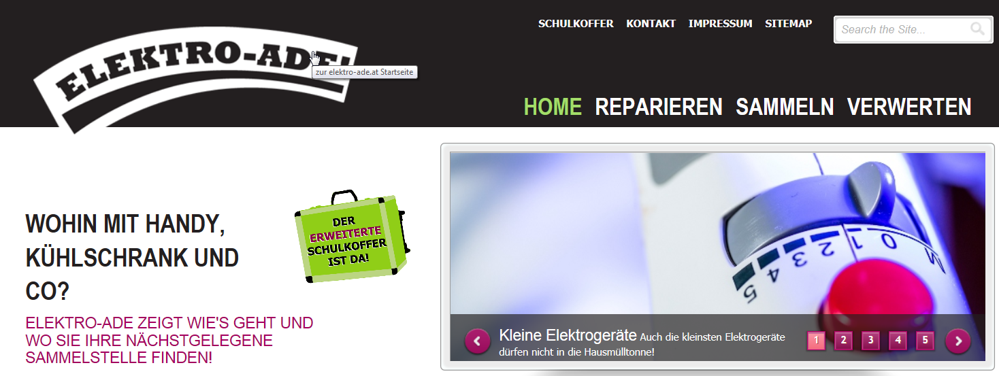 SCHULKOFFER KONTAKT IMPRESSUM SITEMAP
Search the Site...
ELEKTRO-ADE!
zur elektro-ade.at Startseite
HOME REPARIEREN SAMMELN VERWERTEN
WOHIN MIT HANDY,
KÜHLSCHRANK UND
CO?
DER
ERWEITERTE
SCHULKOFFER
IST DA!
ELEKTRO-ADE ZEIGT WIE'S GEHT UND
WO SIE IHRE NÄCHSTGELEGENE
SAMMELSTELLE FINDEN!
M 0 1 2 3 4 5
Kleine Elektrogeräte Auch die kleinsten Elektrogeräte
dürfen nicht in die Hausmülltonne!
1 2 3 4 5